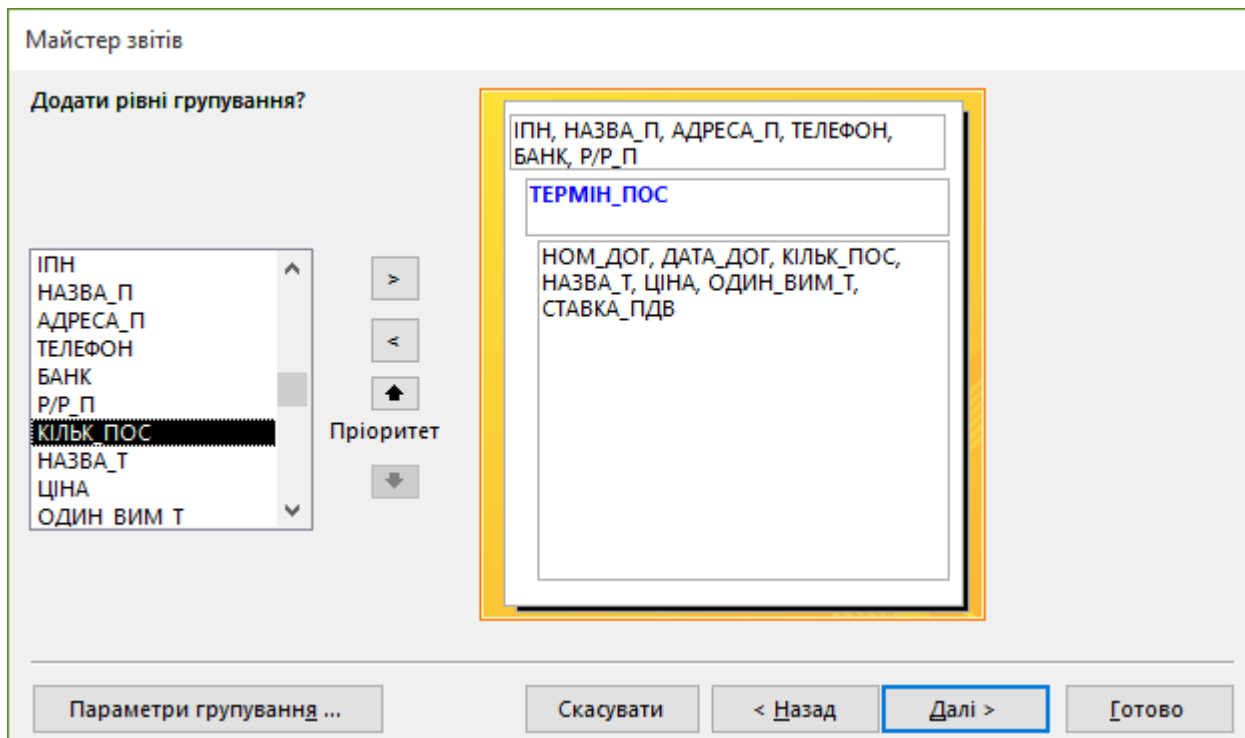 Майстер звітів
Додати рівні групування?
ІПН
НАЗВА_П
АДРЕСА_П
ТЕЛЕФОН
БАНК
Р/Р_П
КІЛЬК_ПОС
НАЗВА_Т
ЦІНА
ОДИН_ВИМ_Т
>
<
Пріоритет
ІПН, НАЗВА_П, АДРЕСА_П, ТЕЛЕФОН,
БАНК, Р/Р_П
ТЕРМІН_ПОС
НОМ_ДОГ, ДАТА_ДОГ, КІЛЬК_ПОС,
НАЗВА_Т, ЦІНА, ОДИН_ВИМ_Т,
СТАВКА_ПДВ
Параметри групування ...
Скасувати
< Назад
Далі >
Готово